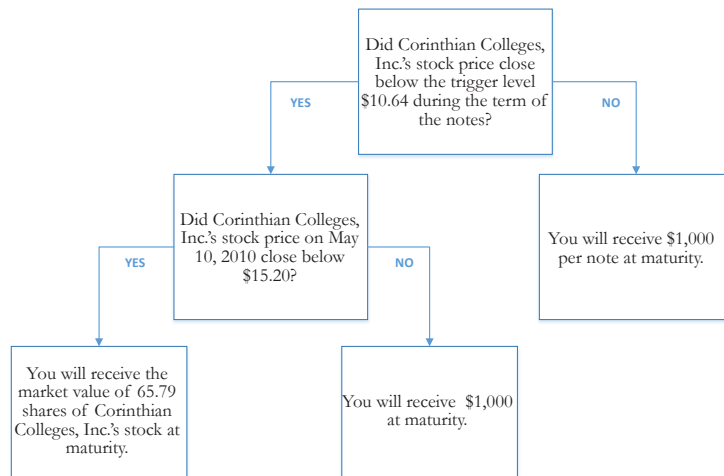 Did Corinthian Colleges,
Inc.'s stock price close
below the trigger level
$10.64 during the term of
the notes?
YES
NO
Did Corinthian Colleges,
Inc.'s stock price on May
10, 2010 close below
$15.20?
You will receive $1,000
per note at maturity.
YES
NO
You will receive the
market value of 65.79
shares of Corinthian
Colleges, Inc.'s stock at
maturity.
You will receive $1,000
at maturity.